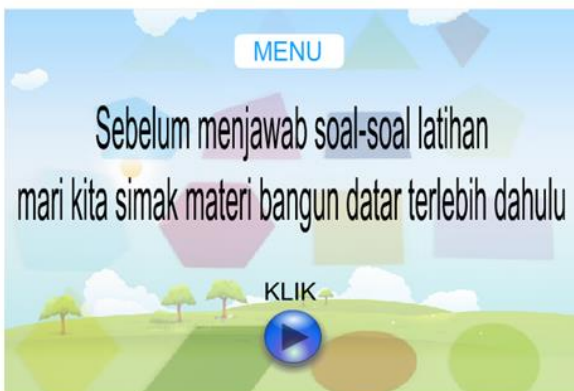 MENU
Sebelum menjawab soal-soal latihan
mari kita simak materi bangun datar terlebih dahulu
KLIK